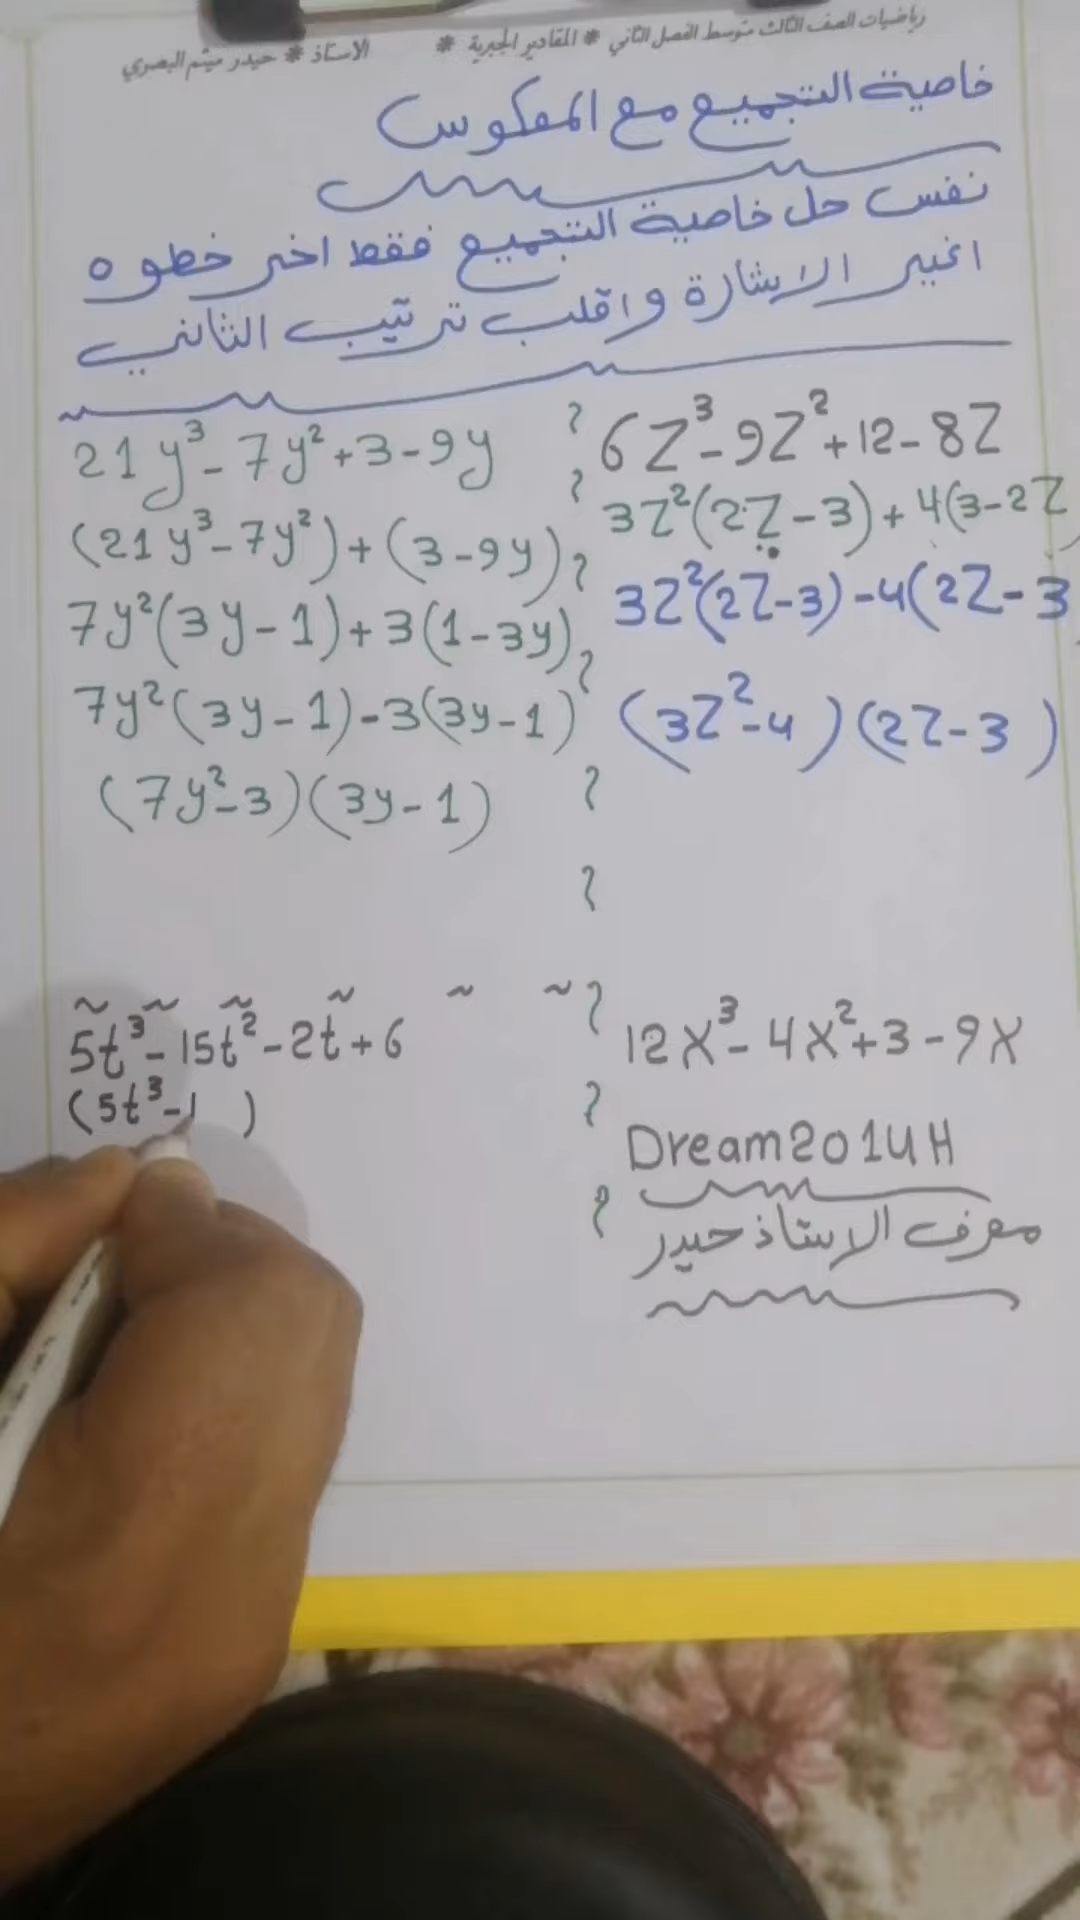 رياضيات الصف الثالث متوسط الفصل الثاني * المقادير الجبرية * الاستاذ * حيدر ميثم البصري
خاصية التجميع مع المعكوس
نفس حل خاصية التجميع فقط اخر خطوه
اغير الاشارة واقلب ترتيب الثاني
21y³-7y²+3-9y
(21y³-7y²)+(3-9y)
7y²(3y-1)+3(1-3y)
7y²(3y-1)-3(3y-1)
(7y²-3)(3y-1)
6Z³-9Z²+12-8Z
3Z²(2Z-3)+4(3-2Z)
3Z²(2Z-3)-4(2Z-3
(3Z²-4)(2Z-3)
5t³-15t²-2t+6
(5t³-1 )
12X³-4X²+3-9X
Dream201UH
معرف الاستاذ حيدر